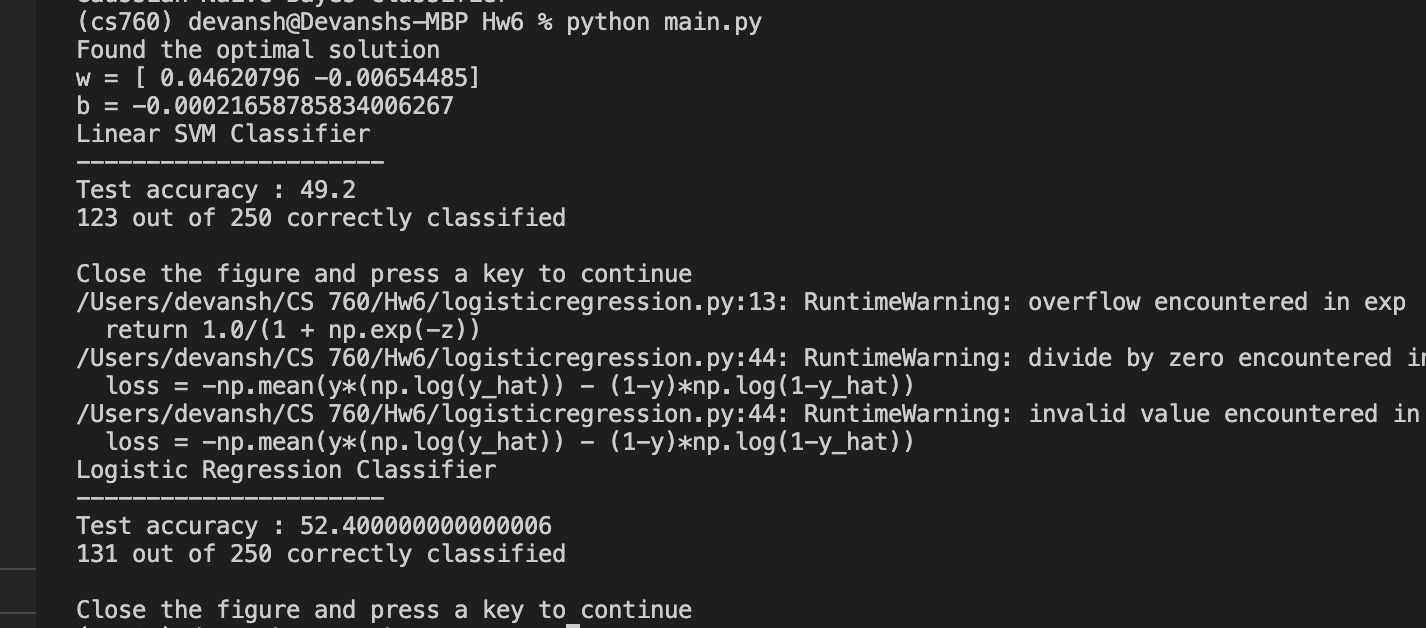 (cs760) devansh@Devanshs-MBP Hw6 % python main.py
Found the optimal solution
w = [ 0.04620796 -0.00654485]
b = -0.00021658785834006267
Linear SVM Classifier
----------------------
Test accuracy : 49.2
123 out of 250 correctly classified
Close the figure and press a key to continue
/Users/devansh/CS 760/Hw6/logisticregression.py:13: RuntimeWarning: overflow encountered in exp
return 1.0/(1 + np.exp(-z))
/Users/devansh/CS 760/Hw6/logisticregression.py:44: RuntimeWarning: divide by zero encountered in
loss = -np.mean(y*(np.log(y_hat)) - (1-y)*np.log(1-y_hat))
/Users/devansh/CS 760/Hw6/logisticregression.py:44: RuntimeWarning: invalid value encountered in
loss = -np.mean(y*(np.log(y_hat)) - (1-y)*np.log(1-y_hat))
Logistic Regression Classifier
----------------------
Test accuracy : 52.400000000000006
131 out of 250 correctly classified
Close the figure and press a key to continue